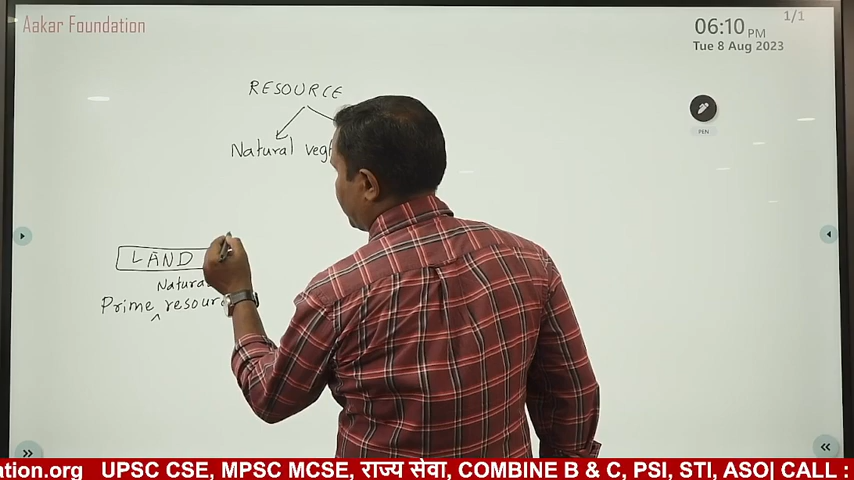 Aakar Foundation
1/1
06:10 PM
Tue 8 Aug 2023
PEN
RESOURCE
Natural
LAND
Prime
ation.org UPSC CSE, MPSC MCSE, राज्य सेवा, COMBINE B & C, PSI, STI, ASO| CALL :